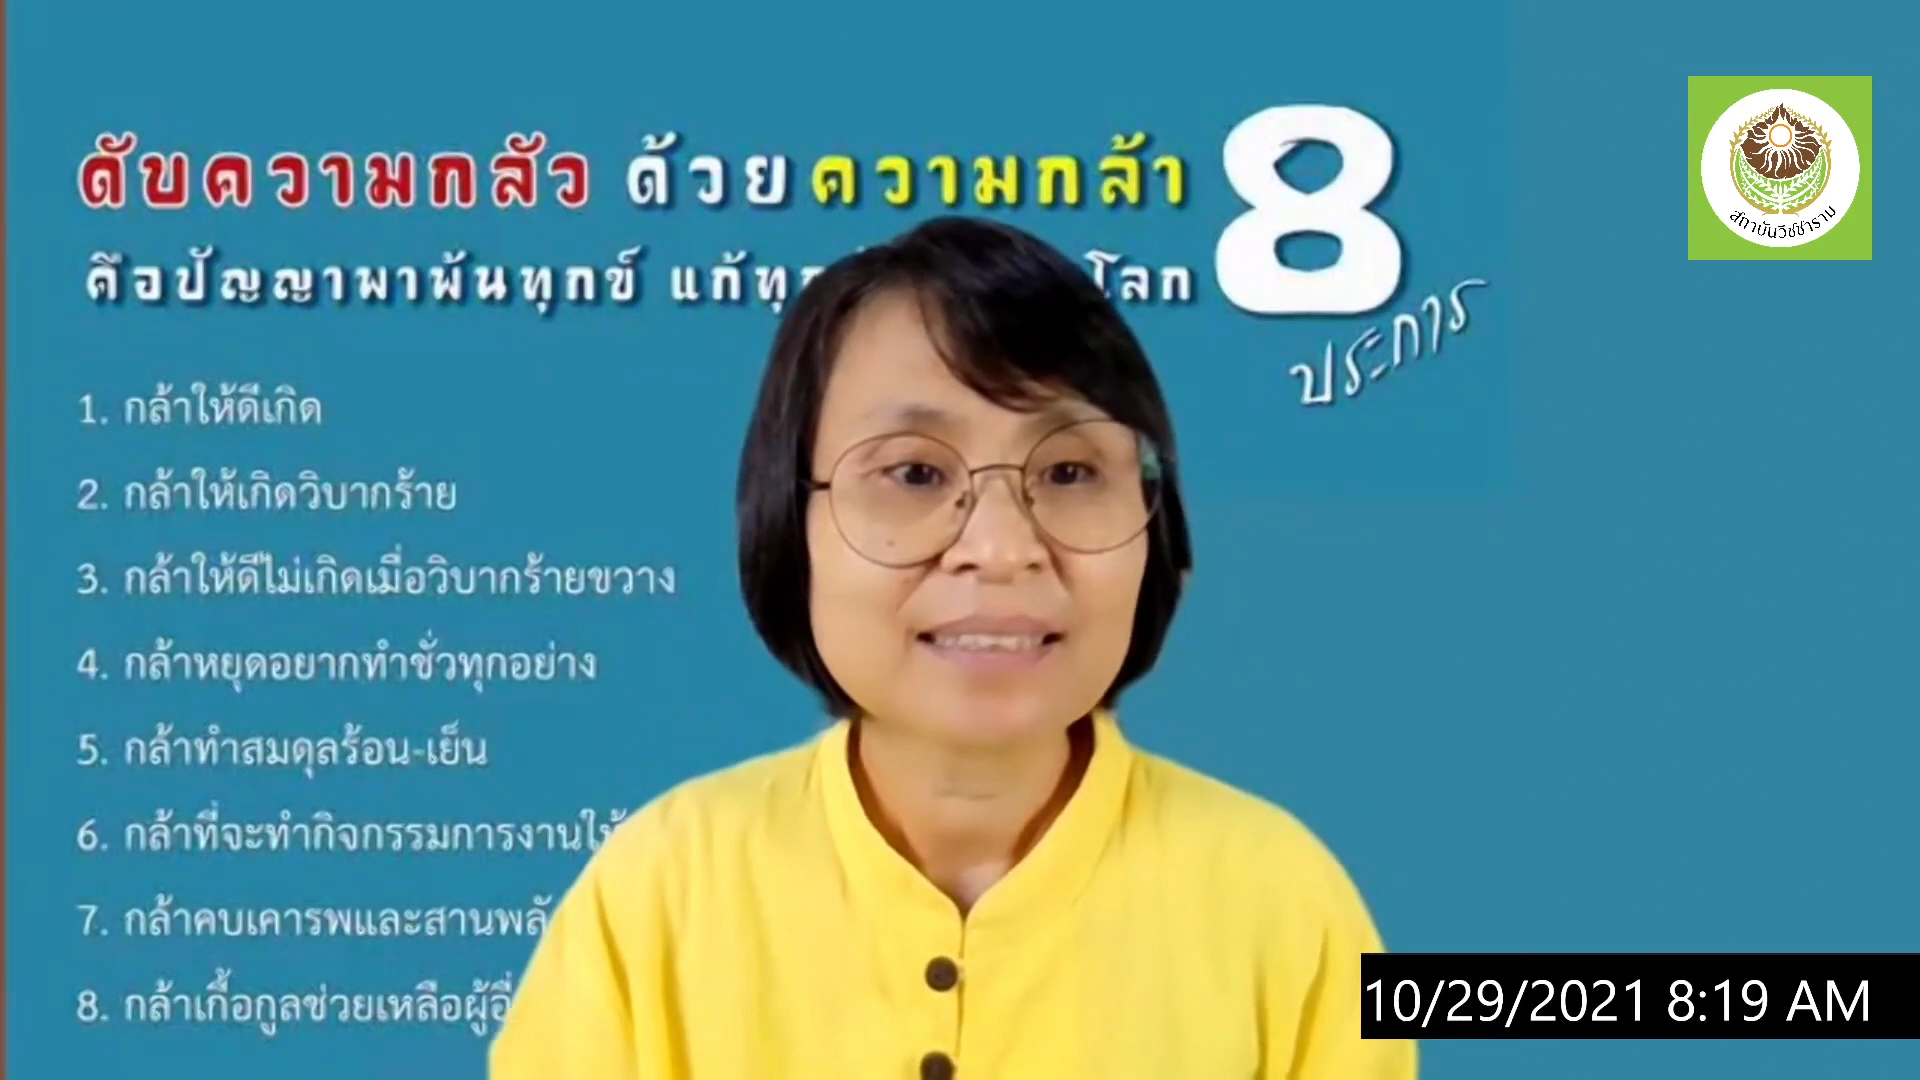 ดับความกลัว ด้วยความกล้า 8
คือปัญญาพาพ้นทุกข์ แก้ โลก
ประการ
1. กล้าให้ดีเกิด
2. กล้าให้เกิดวิบากร้าย
3. กล้าให้ดีไม่เกิดเมื่อวิบากร้ายขวาง
4. กล้าหยุดอยากทำชั่วทุกอย่าง
5. กล้าทำสมดุลร้อน-เย็น
6. กล้าที่จะทำกิจกรรมการงานให้
7. กล้าคบเคารพและสาน
8. กล้าเกื้อกูลช่วยเหลือ
สถาบันวิชชาราม
10/29/2021 8:19 AM